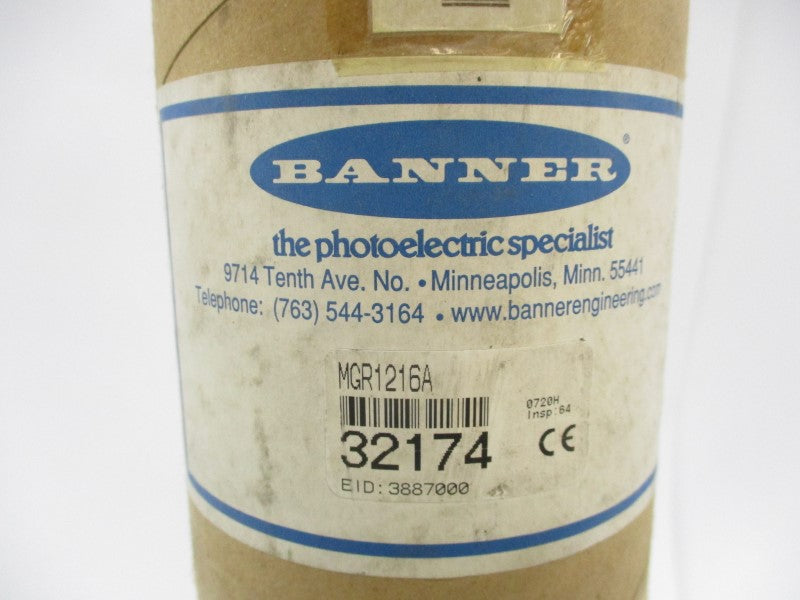 BANNER®
the photoelectric specialist
9714 Tenth Ave. No. • Minneapolis, Minn. 55441
Telephone: (763) 544-3164 • www.bannerengineering.com
MGR1216A
0720H
Insp:64
32174
CE
EID:3887000